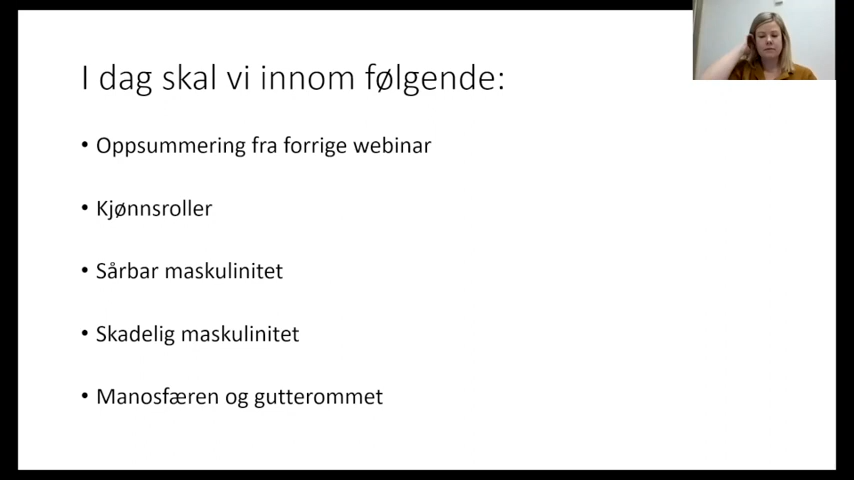 I dag skal vi innom følgende:
• Oppsummering fra forrige webinar
• Kjønnsroller
• Sårbar maskulinitet
• Skadelig maskulinitet
• Manosfæren og gutterommet